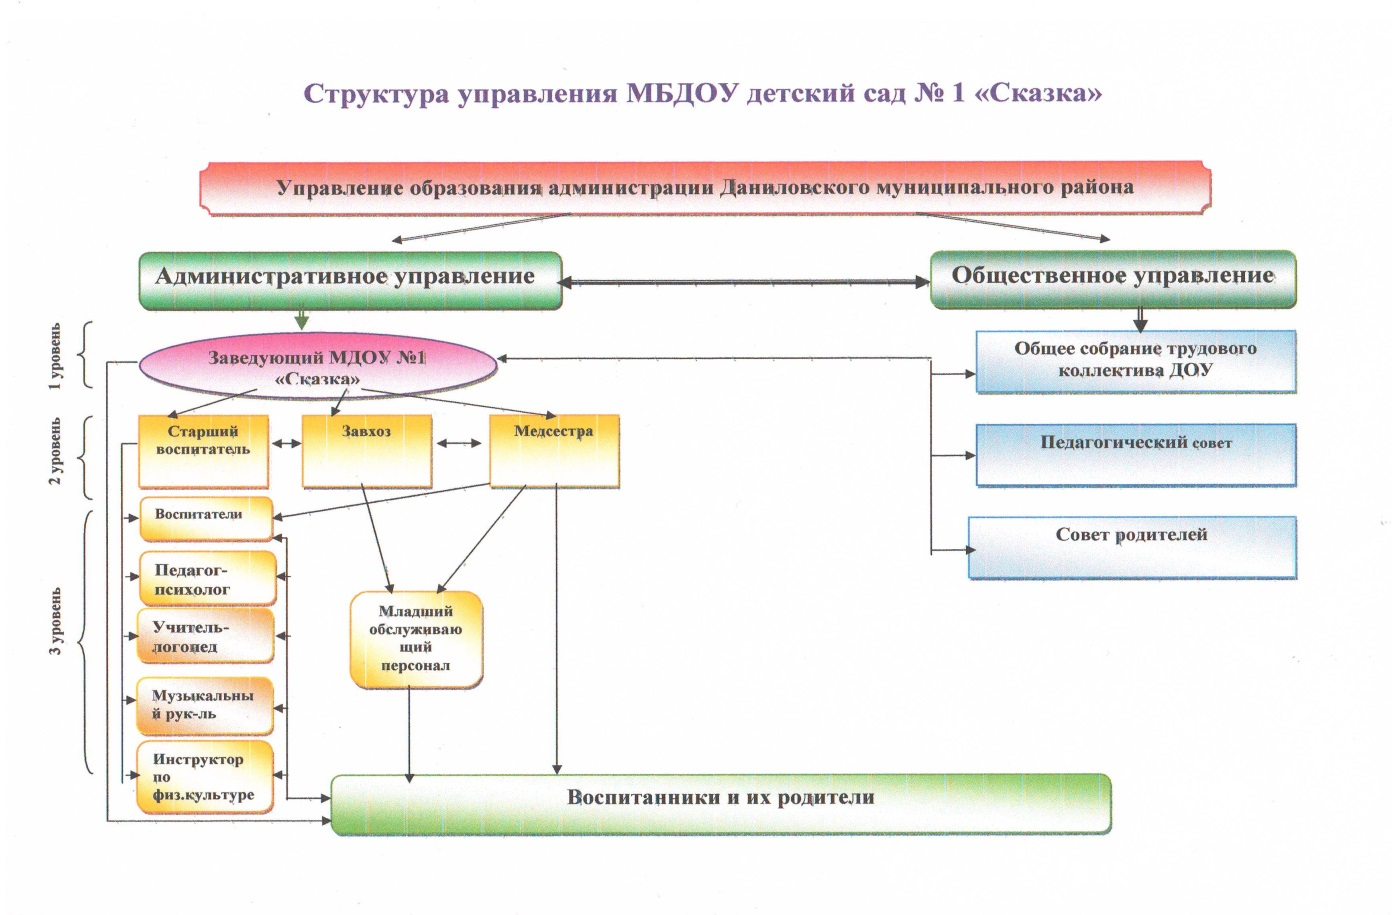 Структура управления МБДОУ детский сад № 1 «Сказка»
Управление образования администрации Даниловского муниципального района
Административное управление
Общественное управление
1 уровень
Заведующий МДОУ №1
«Сказка»
Общее собрание трудового
коллектива ДОУ
2 уровень
Старший
воспитатель
Завхоз
Медсестра
Педагогический совет
3 уровень
Воспитатели
Совет родителей
Педагог-
психолог
Учитель-
логопед
Младший
обслуживаю
щий
персонал
Музыкальны
й рук-ль
Инструктор
по
физ.культуре
Воспитанники и их родители